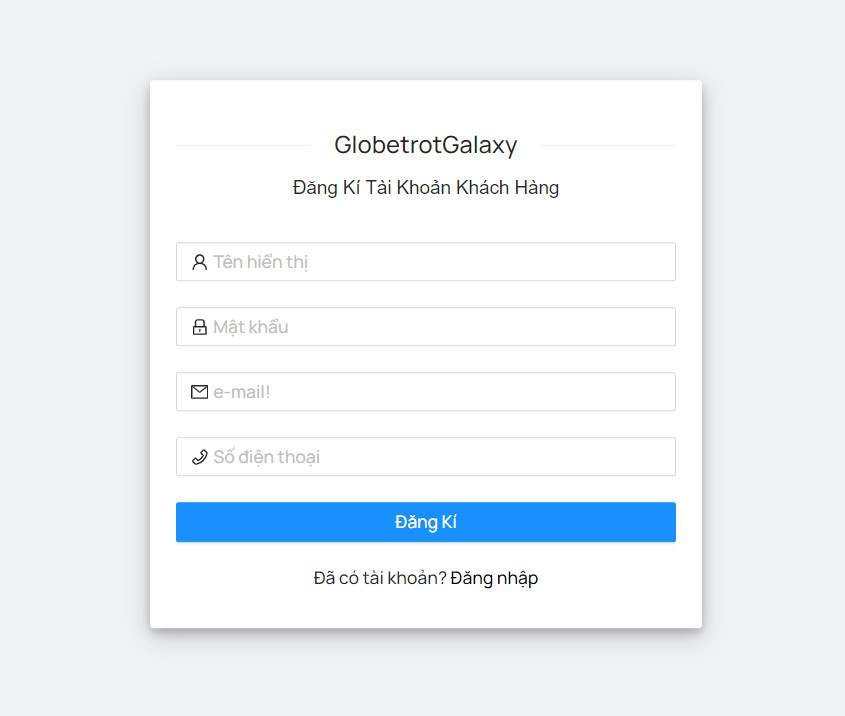 GlobetrotGalaxy
Đăng Kí Tài Khoản Khách Hàng
Tên hiển thị
Mật khẩu
e-mail!
Số điện thoại
Đăng Kí
Đã có tài khoản? Đăng nhập